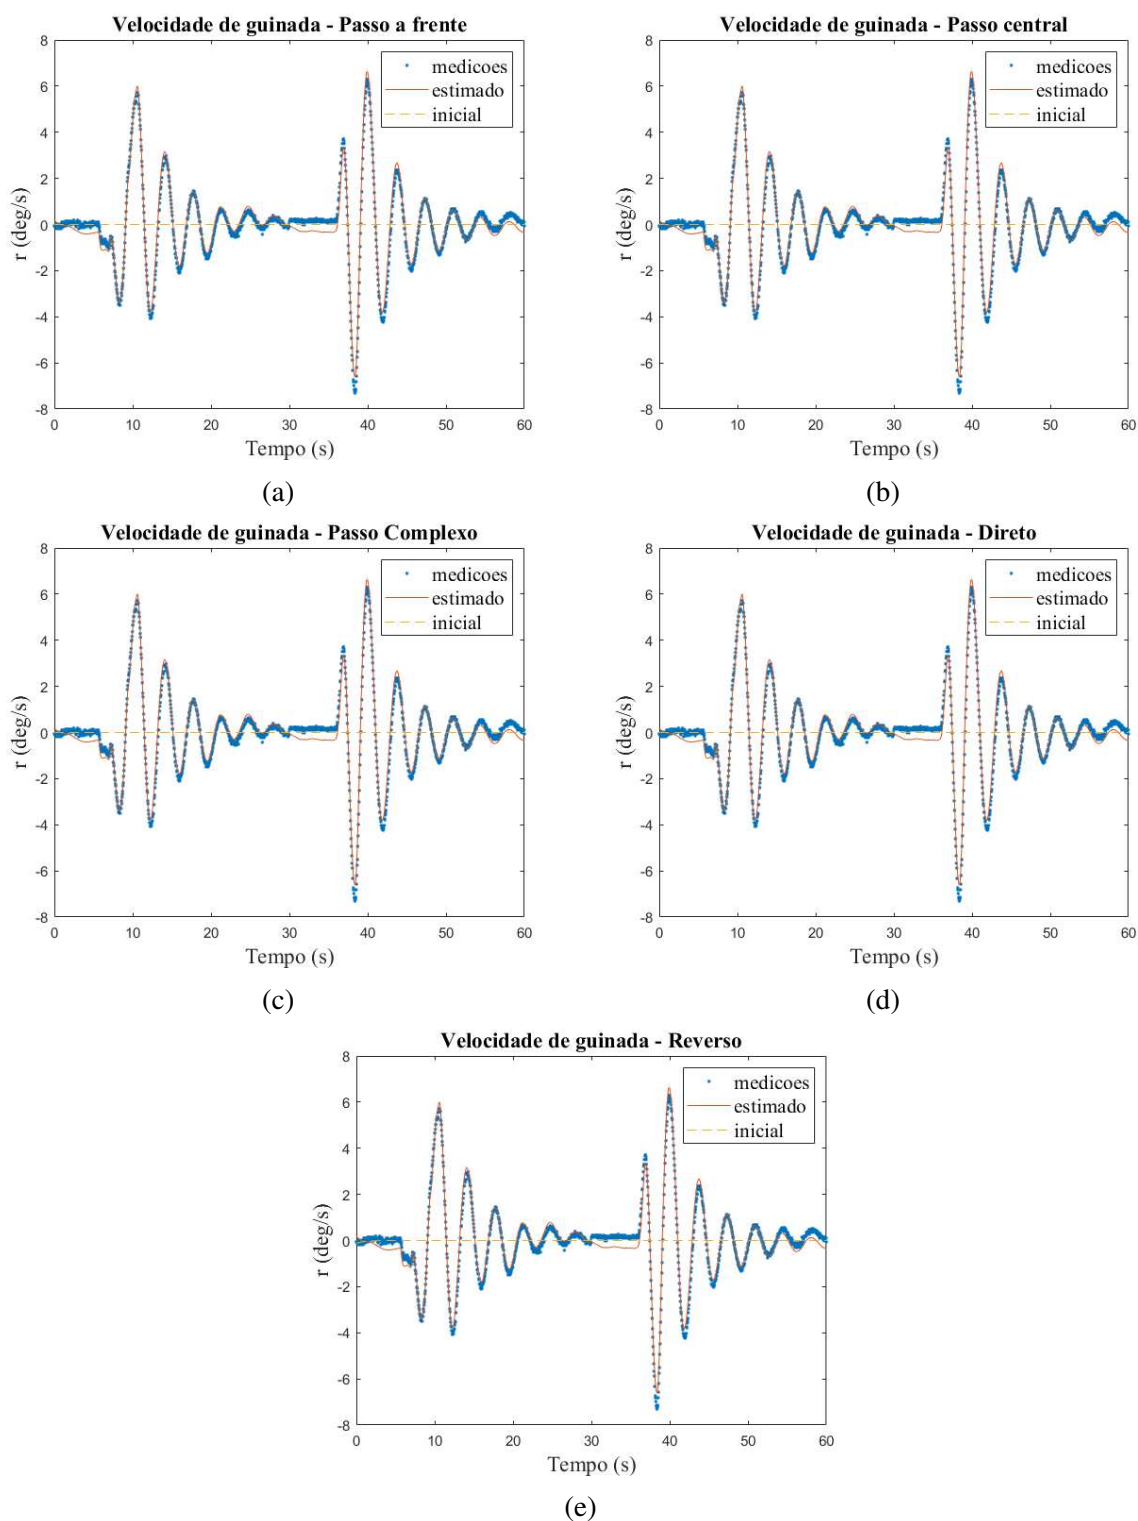 Velocidade de guinada - Passo a frente
8
6
4
2
0
-2
-4
-6
-8
r (deg/s)
medicoes
estimado
inicial
0 10 20 30 40 50 60
Tempo (s)
(a)
Velocidade de guinada - Passo central
8
6
4
2
0
-2
-4
-6
-8
r (deg/s)
medicoes
estimado
inicial
0 10 20 30 40 50 60
Tempo (s)
(b)
Velocidade de guinada - Passo Complexo
8
6
4
2
0
-2
-4
-6
-8
r (deg/s)
medicoes
estimado
inicial
0 10 20 30 40 50 60
Tempo (s)
(c)
Velocidade de guinada - Direto
8
6
4
2
0
-2
-4
-6
-8
r (deg/s)
medicoes
estimado
inicial
0 10 20 30 40 50 60
Tempo (s)
(d)
Velocidade de guinada - Reverso
8
6
4
2
0
-2
-4
-6
-8
r (deg/s)
medicoes
estimado
inicial
0 10 20 30 40 50 60
Tempo (s)
(e)